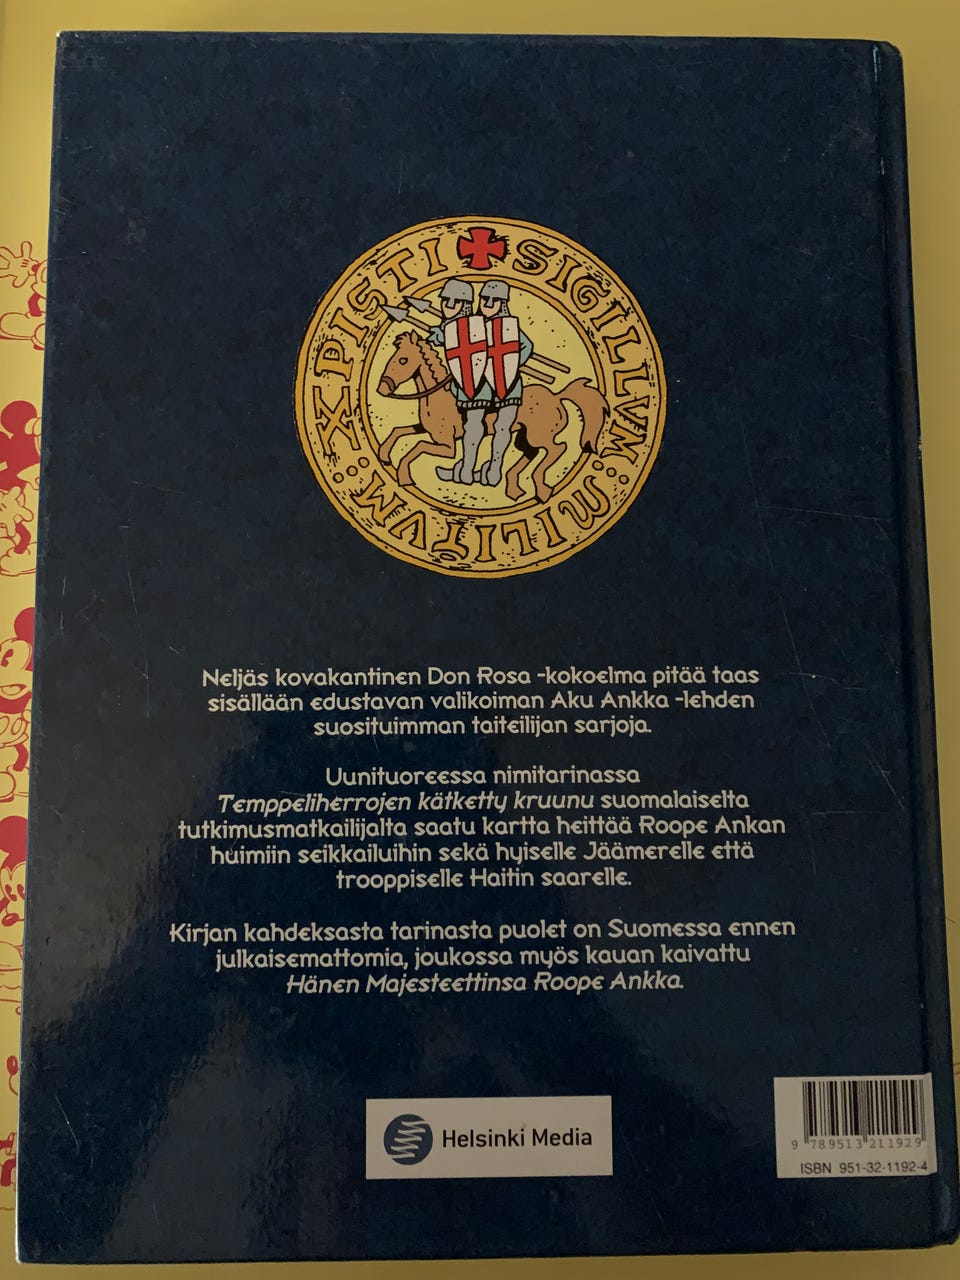 SIGILLVM: MILITVM: XPISTI
Neljäs kovakantinen Don Rosa -kokoelma pitää taas
sisällään edustavan valikoiman Aku Ankka -lehden
suosituimman taiteilijan sarjoja.
Uunituoreessa nimitarinassa
Temppeliherrojen kätketty kruunu suomalaiselta
tutkimusmatkailijalta saatu kartta heittää Roope Ankan
huimiin seikkailuihin sekä hyiselle Jäämerelle että
trooppiselle Haitin saarelle.
Kirjan kahdeksasta tarinasta puolet on Suomessa ennen
julkaisemattomia, joukossa myös kauan kaivattu
Hänen Majesteettinsa Roope Ankka.
Helsinki Media
9 789513 211929
ISBN 951-32-1192-4